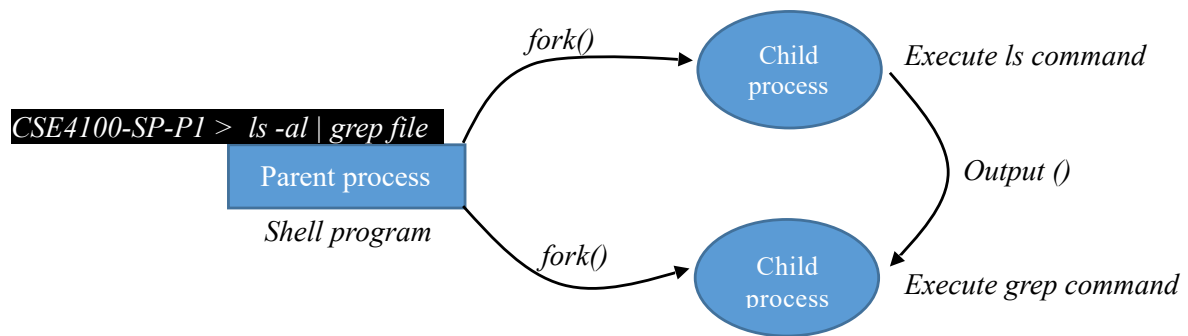 fork()
Child
process
Execute ls command
CSE4100-SP-P1 > ls -al | grep file
Parent process
Output ()
Shell program
fork()
Child
process
Execute grep command